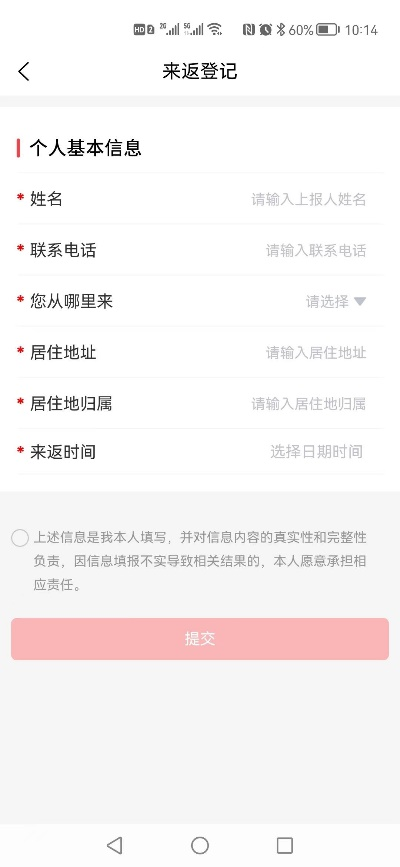 HD 2 2G 5G 60% 10:14
来返登记
个人基本信息
* 姓名 请输入上报人姓名
* 联系电话 请输入联系电话
* 您从哪里来 请选择
* 居住地址 请输入居住地址
* 居住地归属 请输入居住地归属
* 来返时间 选择日期时间
上述信息是我本人填写，并对信息内容的真实性和完整性
负责，因信息填报不实导致相关结果的，本人愿意承担相
应责任。
提交